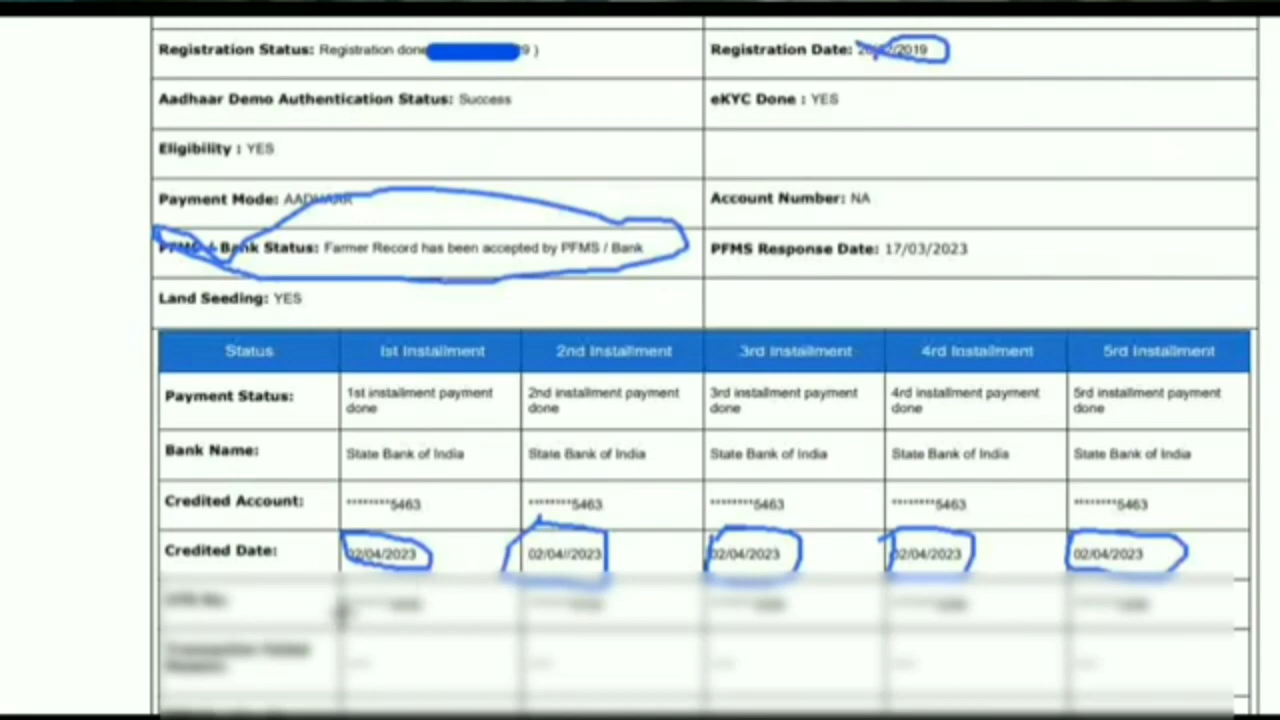 Registration Status: Registration done 9 )
Registration Date: /2019
Aadhaar Demo Authentication Status: Success
eKYC Done : YES
Eligibility : YES
Payment Mode: AADHAAR
Account Number: NA
PFMS / Bank Status: Farmer Record has been accepted by PFMS / Bank
PFMS Response Date: 17/03/2023
Land Seeding: YES
Status Ist Installment 2nd Installment 3rd Installment 4rd Installment 5rd Installment
Payment Status: 1st installment payment done 2nd installment payment done 3rd installment payment done 4rd installment payment done 5rd installment payment done
Bank Name: State Bank of India State Bank of India State Bank of India State Bank of India State Bank of India
Credited Account: ********5463 ********5463 ********5463 ********5463 ********5463
Credited Date: 02/04/2023 02/04//2023 02/04/2023 02/04/2023 02/04/2023